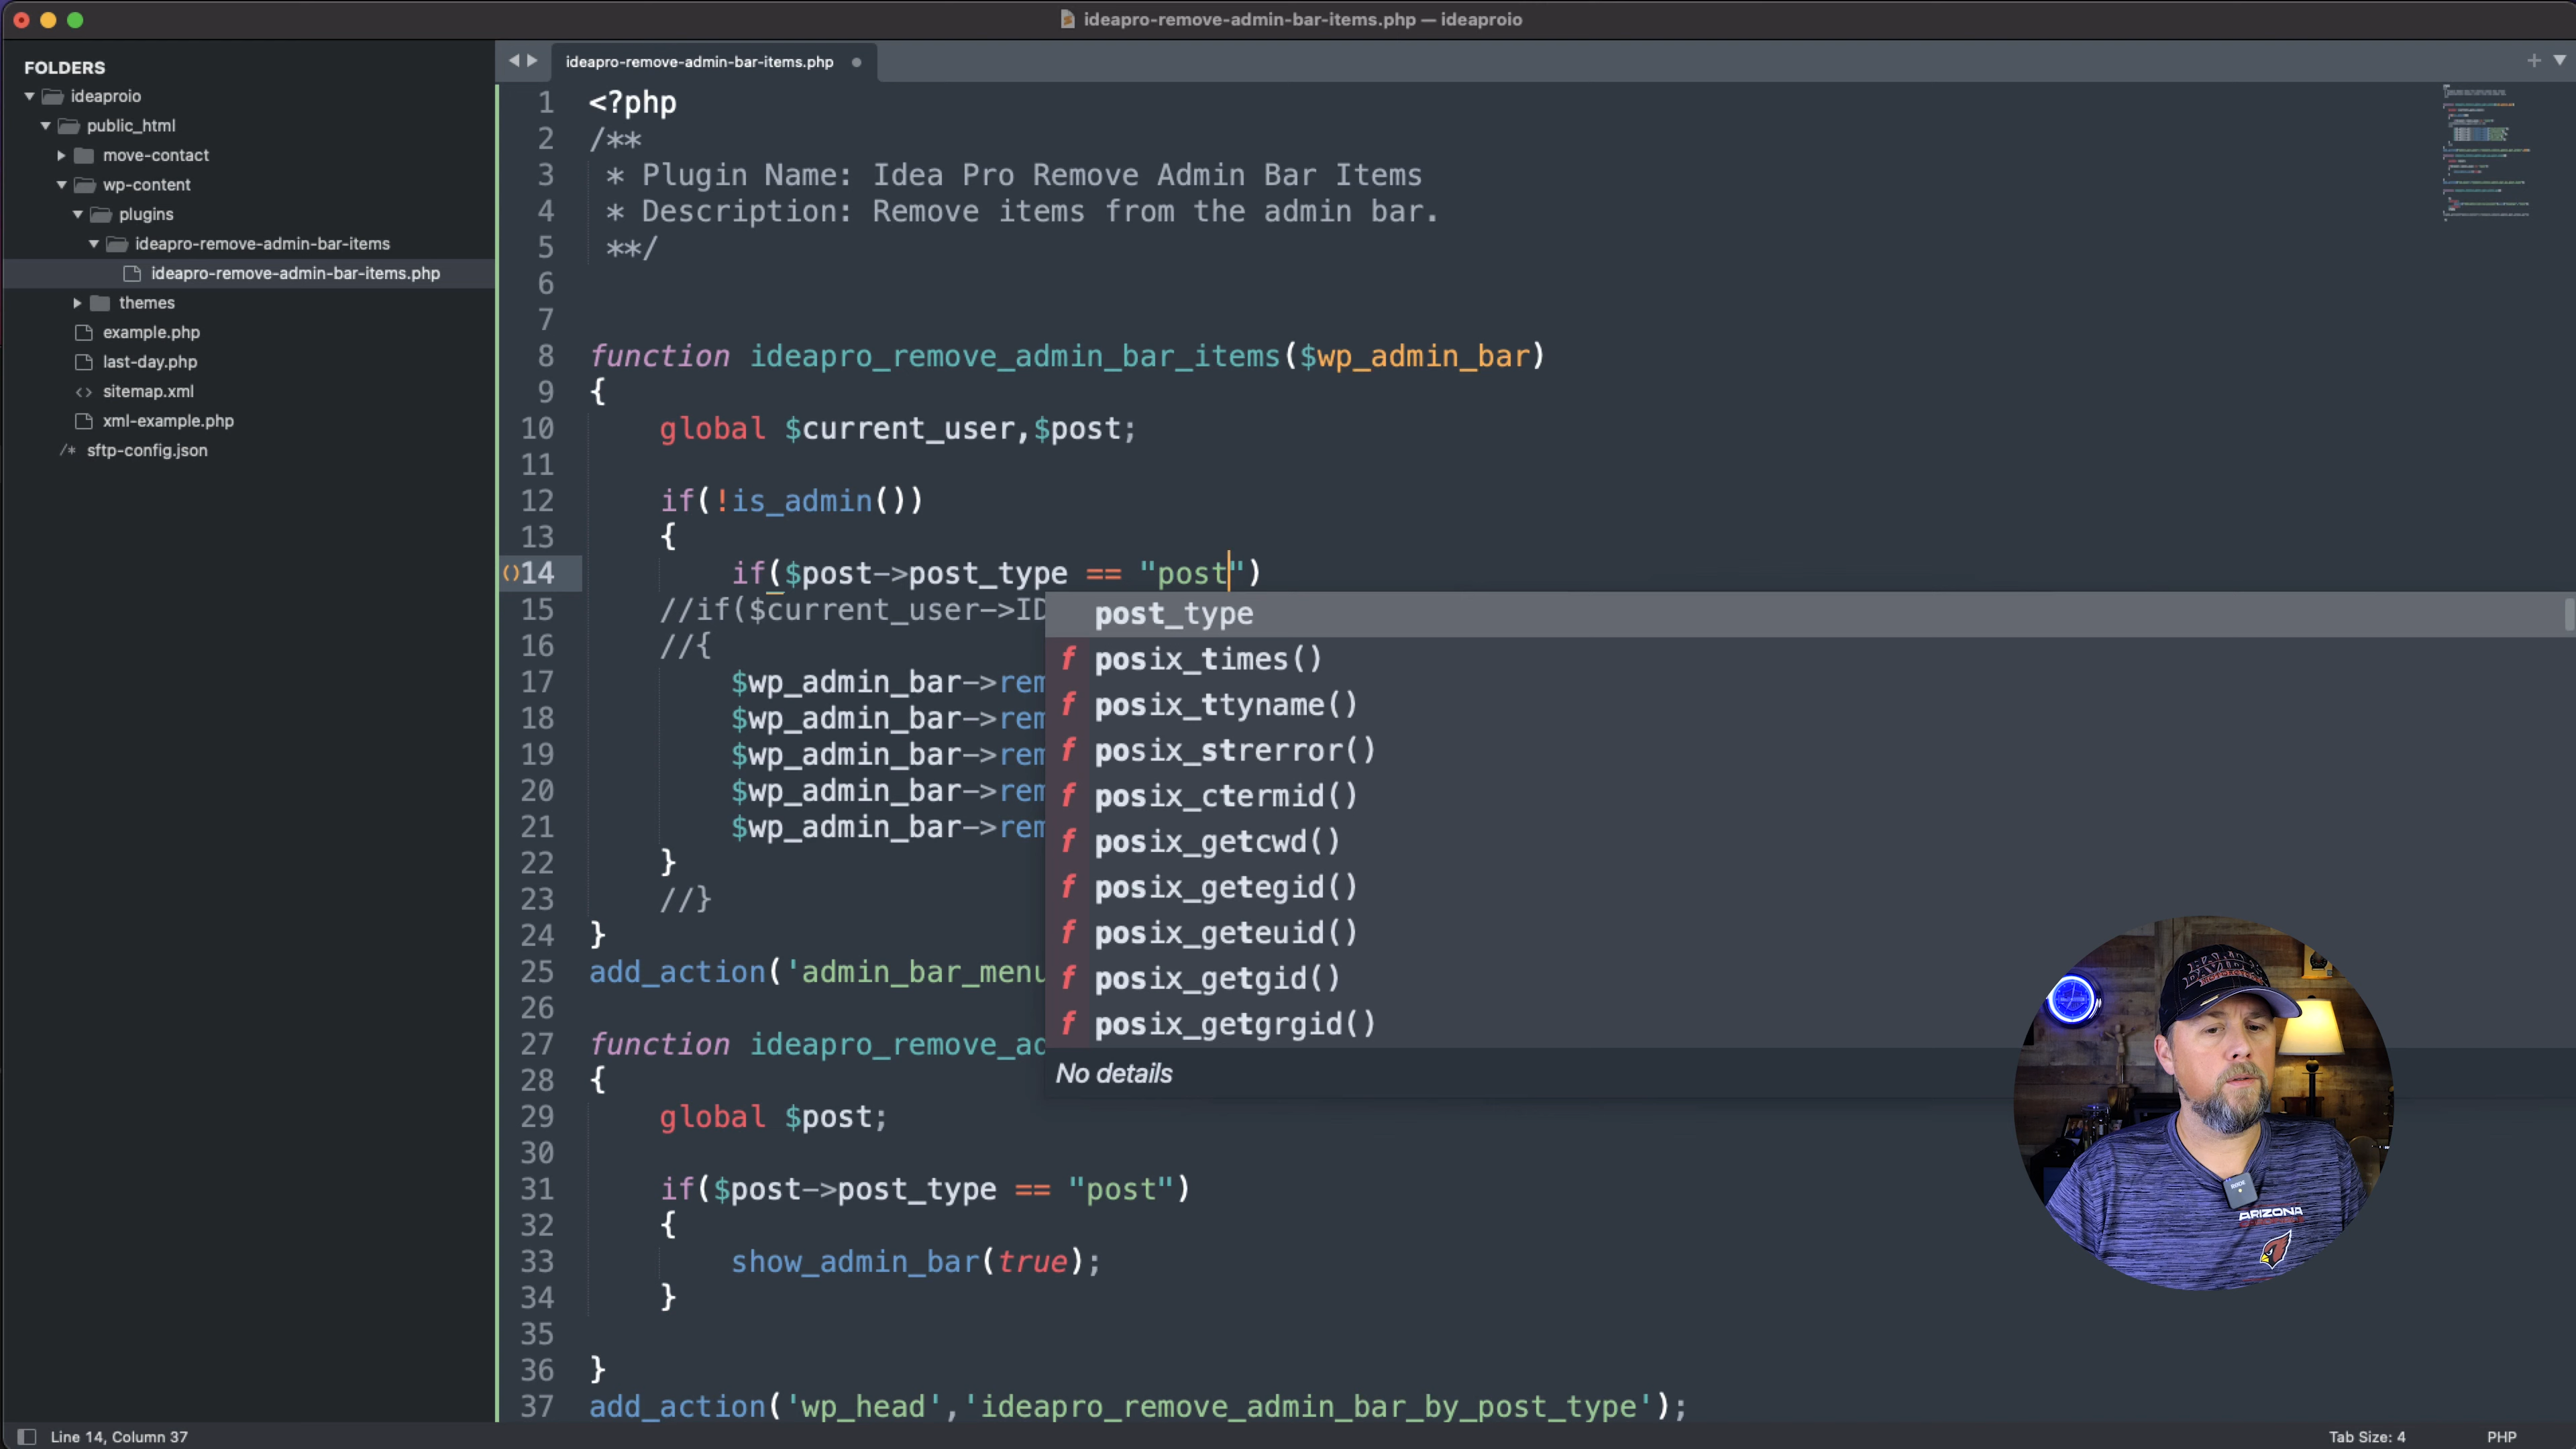 ideapro-remove-admin-bar-items.php — ideaproio
FOLDERS
ideaproio
public_html
move-contact
wp-content
plugins
ideapro-remove-admin-bar-items
ideapro-remove-admin-bar-items.php
themes
example.php
last-day.php
<> sitemap.xml
xml-example.php
/* sftp-config.json
ideapro-remove-admin-bar-items.php
1 <?php
2 /**
3 * Plugin Name: Idea Pro Remove Admin Bar Items
4 * Description: Remove items from the admin bar.
5 **/
6
7
8 function ideapro_remove_admin_bar_items($wp_admin_bar)
9 {
10 global $current_user,$post;
11
12 if(!is_admin())
13 {
()14 if($post->post_type == "post")
15 //if($current_user->ID
16 //{
17 $wp_admin_bar->rem
18 $wp_admin_bar->rem
19 $wp_admin_bar->rem
20 $wp_admin_bar->rem
21 $wp_admin_bar->rem
22 }
23 //}
24 }
25 add_action('admin_bar_menu
26
27 function ideapro_remove_ad
28 {
29 global $post;
30
31 if($post->post_type == "post")
32 {
33 show_admin_bar(true);
34 }
35
36 }
37 add_action('wp_head','ideapro_remove_admin_bar_by_post_type');
post_type
f posix_times()
f posix_ttyname()
f posix_strerror()
f posix_ctermid()
f posix_getcwd()
f posix_getegid()
f posix_geteuid()
f posix_getgid()
f posix_getgrgid()
No details
ARIZONA
Line 14, Column 37
Tab Size: 4
PHP